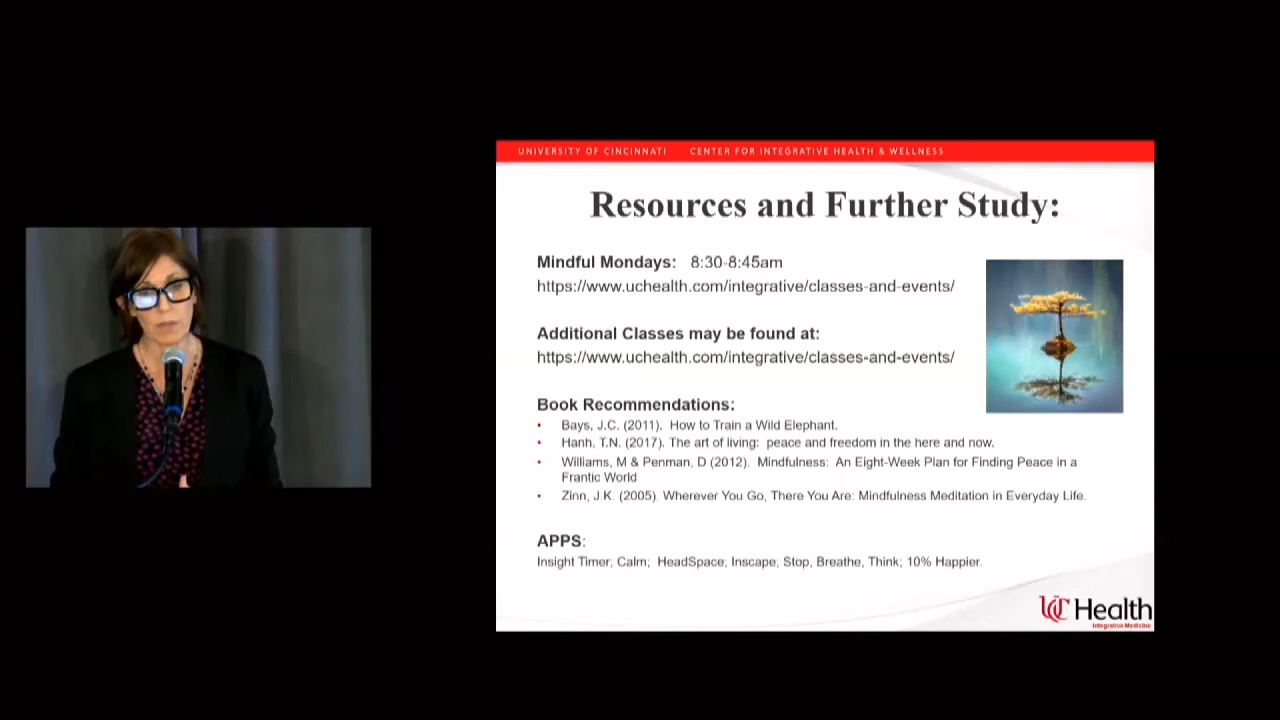 UNIVERSITY OF CINCINNATI CENTER FOR INTEGRATIVE HEALTH & WELLNESS
Resources and Further Study:
Mindful Mondays: 8:30-8:45am
https://www.uchealth.com/integrative/classes-and-events/
Additional Classes may be found at:
https://www.uchealth.com/integrative/classes-and-events/
Book Recommendations:
• Bays, J.C. (2011). How to Train a Wild Elephant.
• Hanh, T.N. (2017). The art of living: peace and freedom in the here and now.
• Williams, M & Penman, D (2012). Mindfulness: An Eight-Week Plan for Finding Peace in a
Frantic World
• Zinn, J.K. (2005). Wherever You Go, There You Are: Mindfulness Meditation in Everyday Life.
APPS:
Insight Timer; Calm; HeadSpace; Inscape; Stop, Breathe, Think; 10% Happier.
UC Health
Integrative Medicine